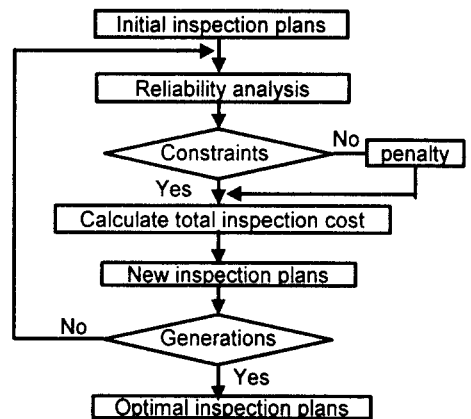 Initial inspection plans
Reliability analysis
Constraints
No
penalty
Yes
Calculate total inspection cost
New inspection plans
No
Generations
Yes
Optimal inspection plans